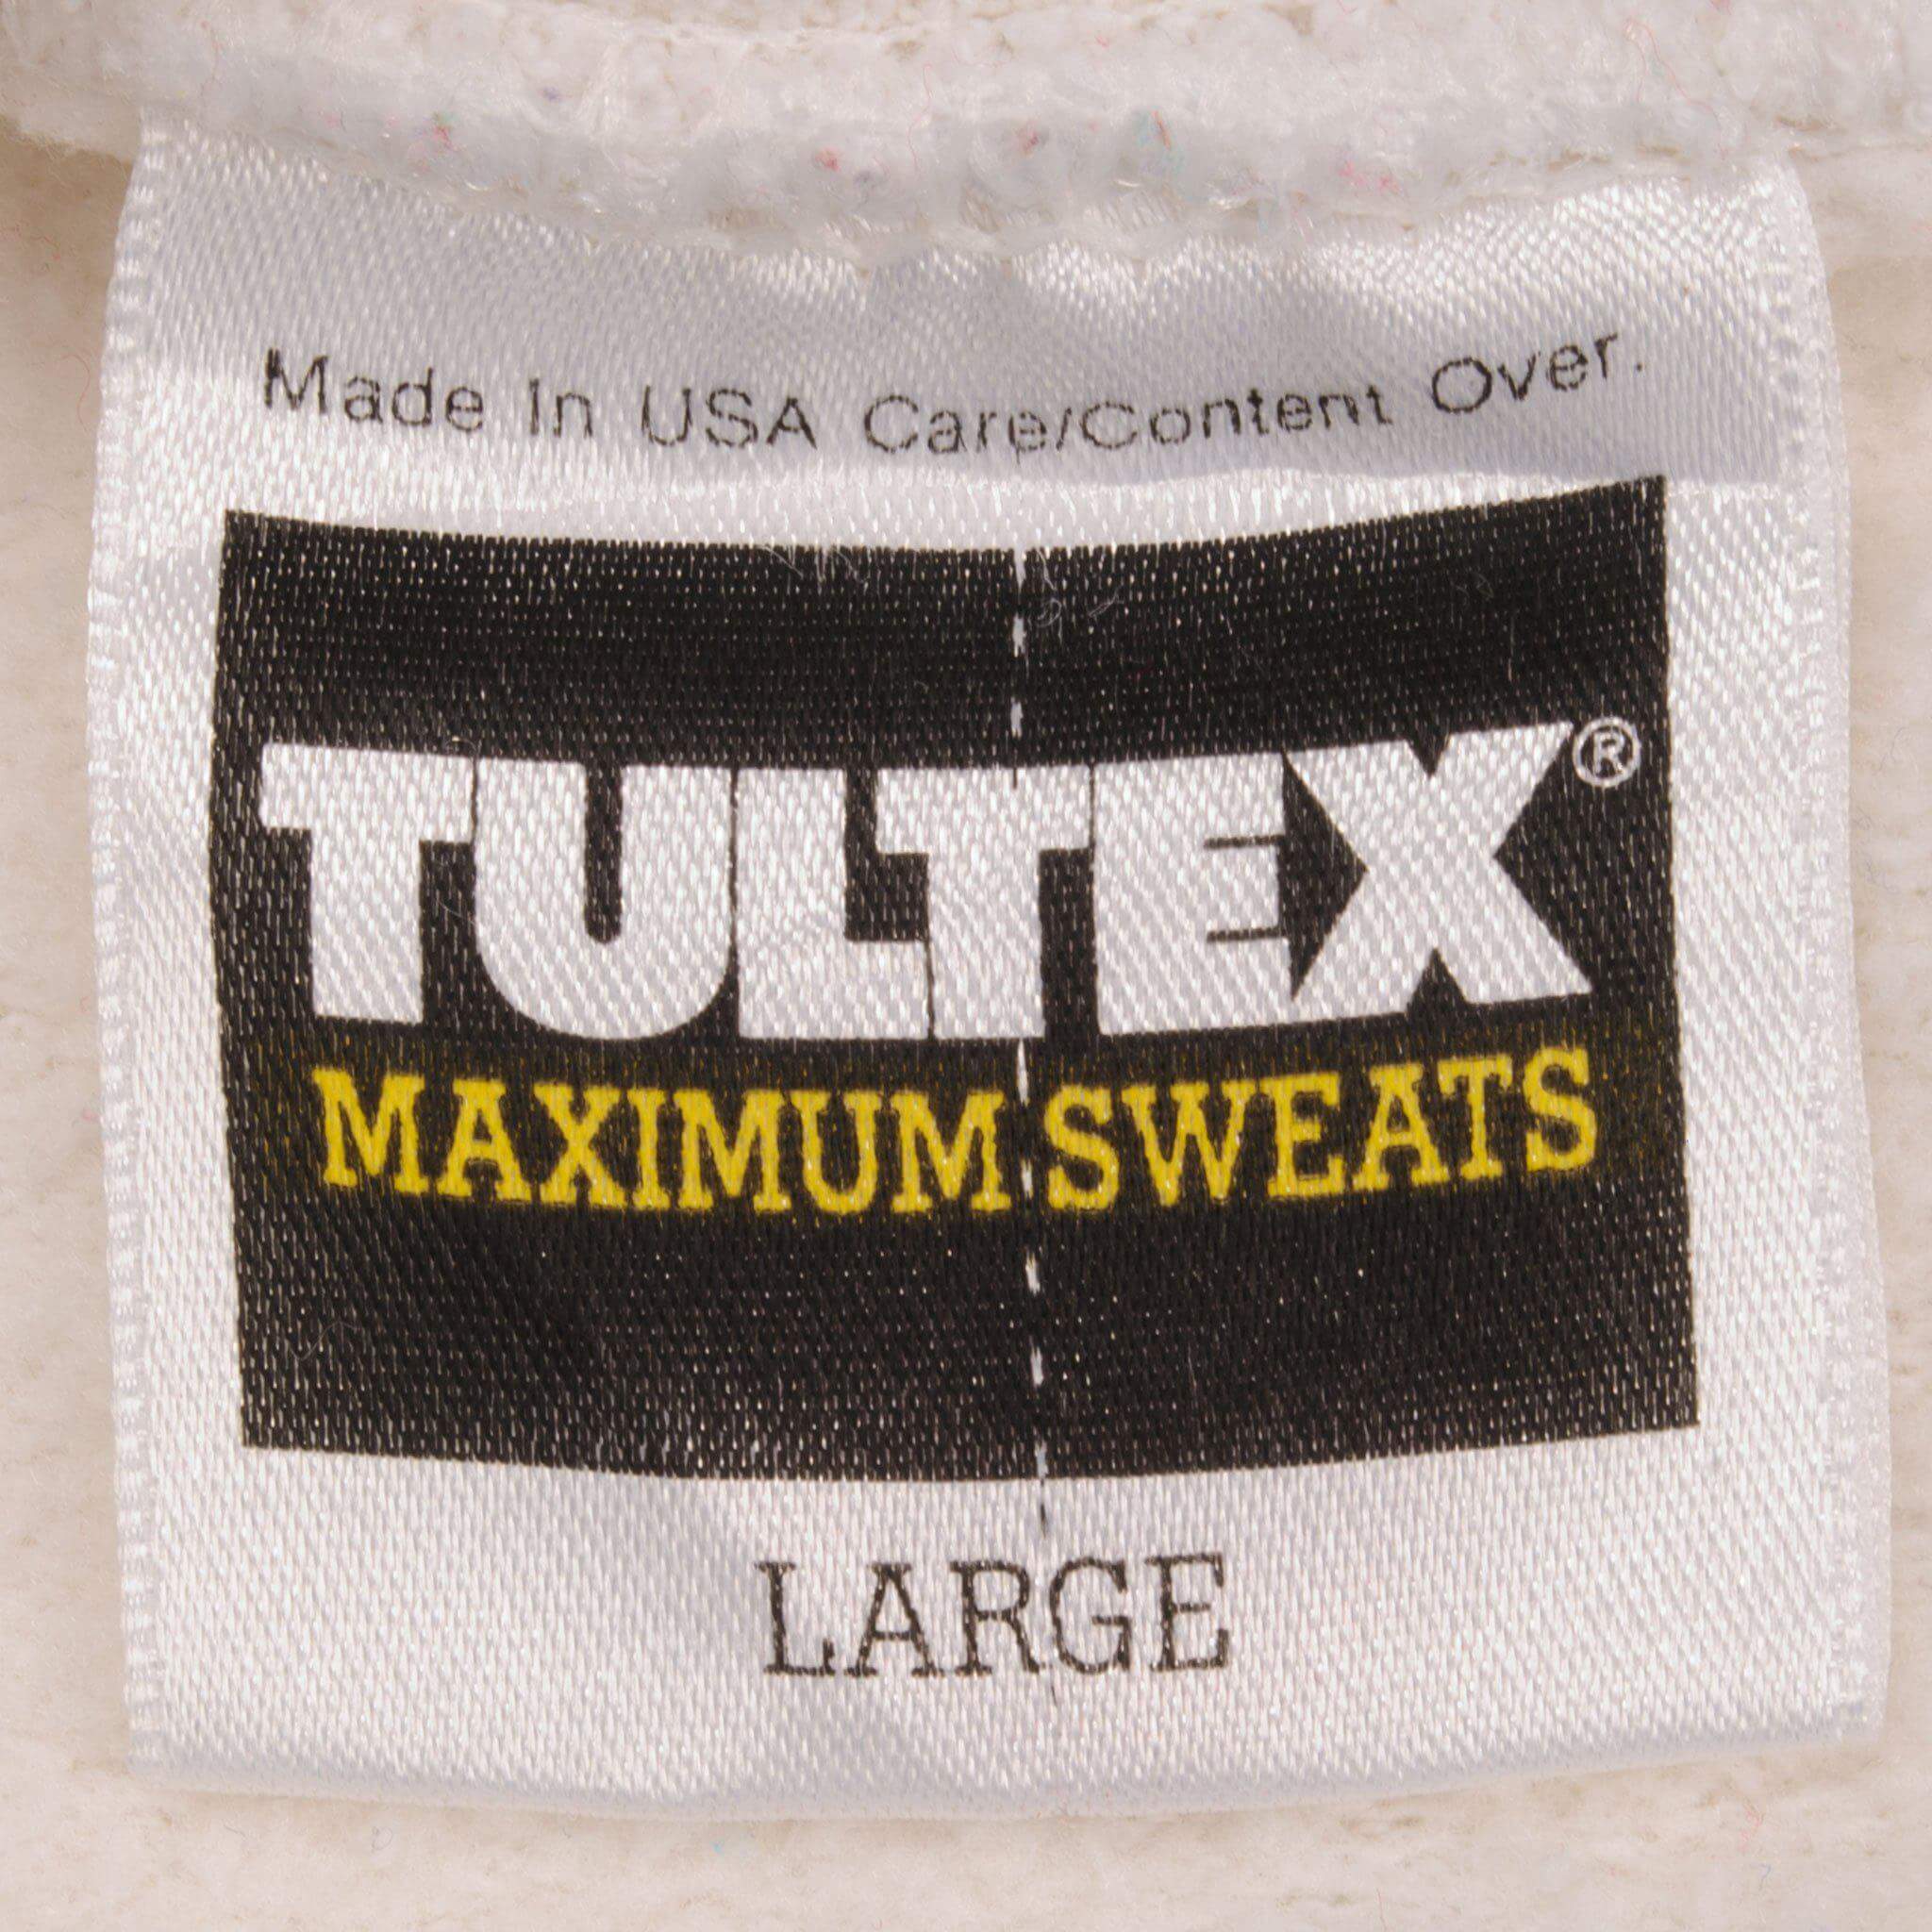 Made In USA Care/Content Over.
TULTEX®
MAXIMUM SWEATS
LARGE